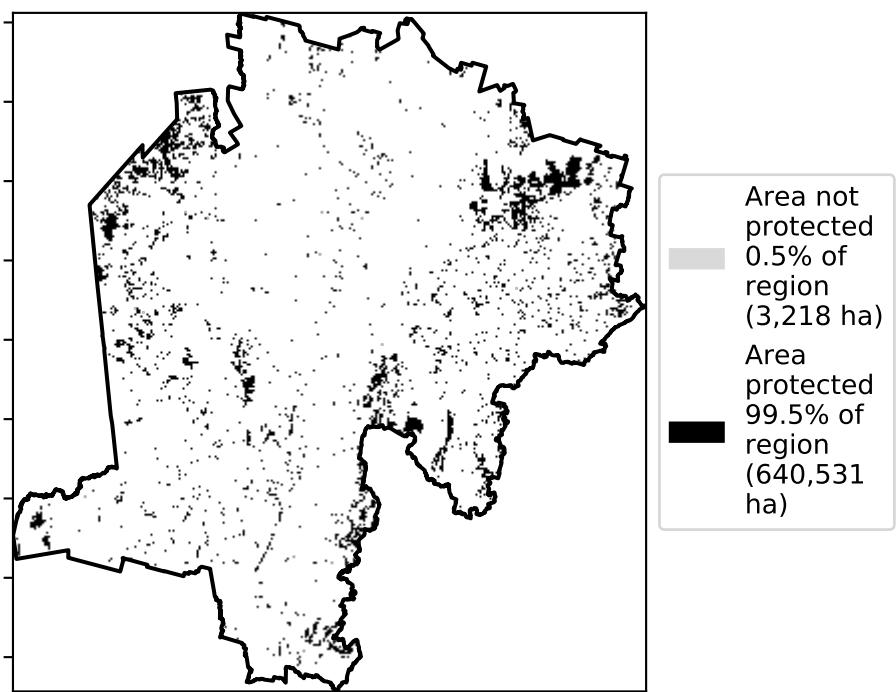 Area not
protected
0.5% of
region
(3,218 ha)
Area
protected
99.5% of
region
(640,531
ha)